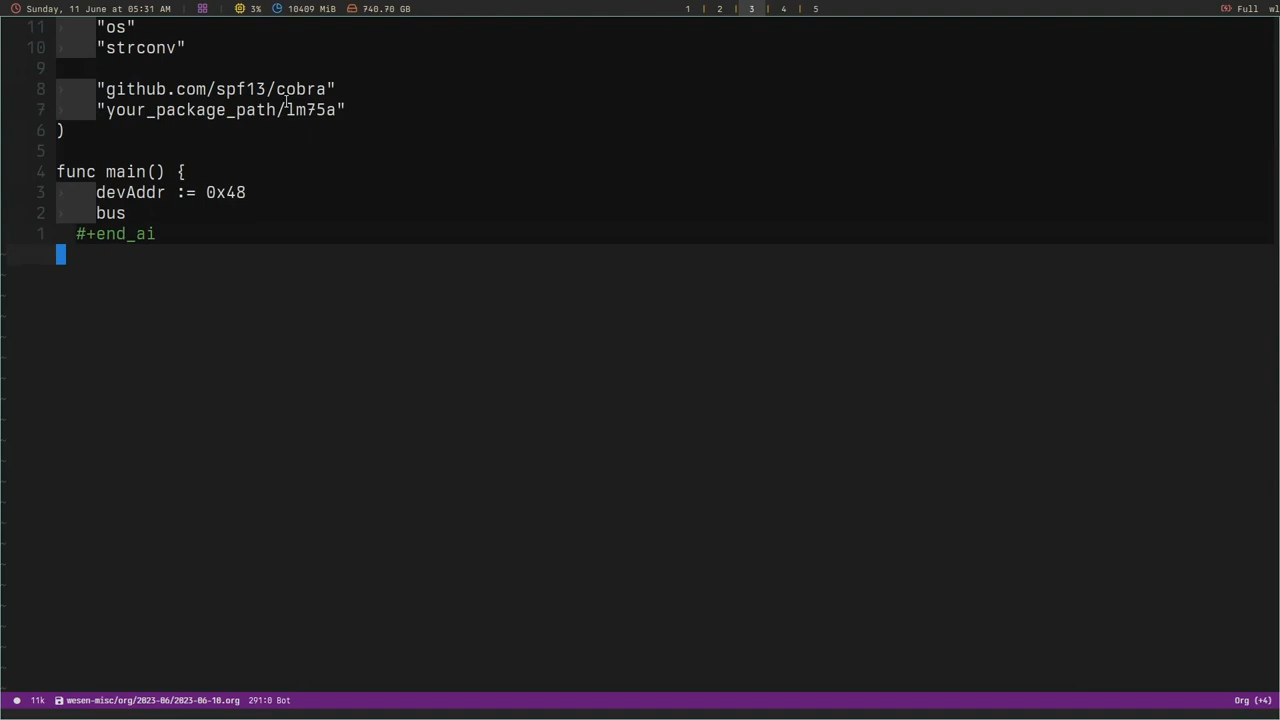 Sunday, 11 June at 05:31 AM | 3% 10409 MiB 740.70 GB 1 | 2 | 3 | 4 | 5 Full wl
11 "os"
10 "strconv"
9
8 "github.com/spf13/cobra"
7 "your_package_path/lm75a"
6 )
5
4 func main() {
3 devAddr := 0x48
2 bus
1 #+end_ai
11k wesen-misc/org/2023-06/2023-06-10.org 291:0 Bot Org (+4)